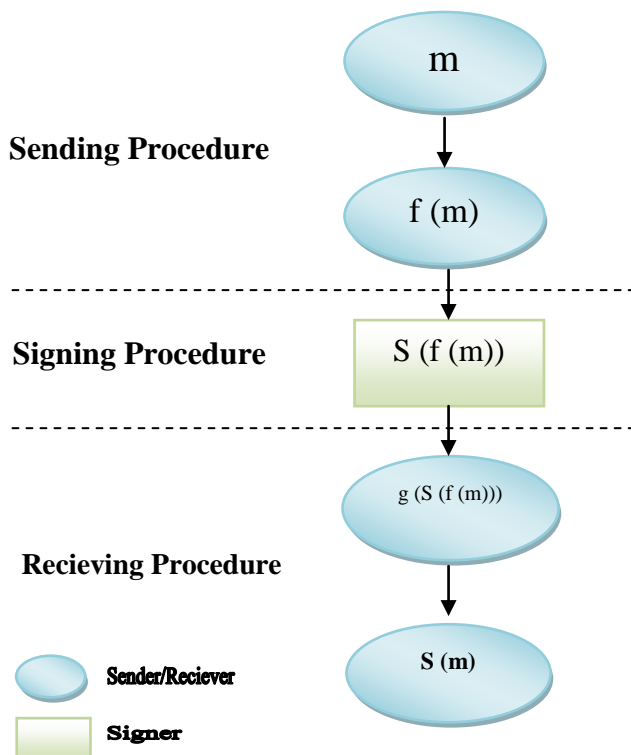 m
Sending Procedure
f (m)
Signing Procedure
S (f (m))
g (S (f (m)))
Recieving Procedure
S (m)
Sender/Reciever
Signer